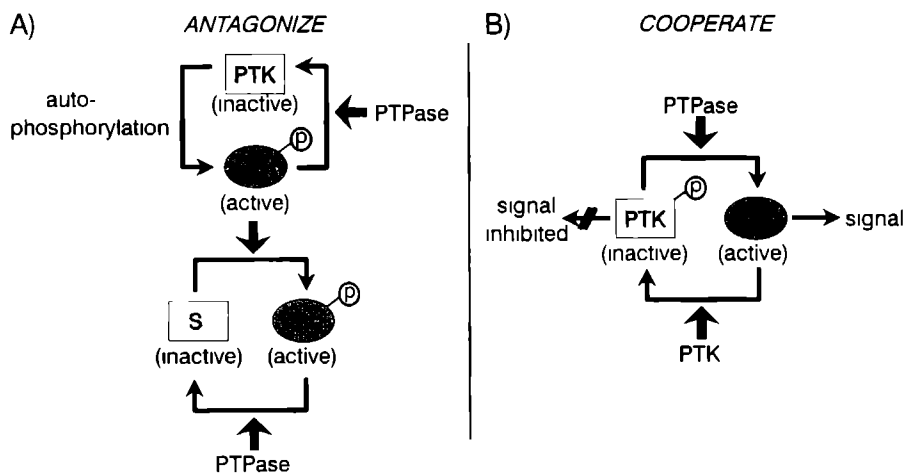 A)
ANTAGONIZE
PTK
(inactive)
auto-
phosphorylation
PTPase
P
(active)
P
S
(inactive)
(active)
PTPase
B)
COOPERATE
PTPase
P
signal
inhibited
PTK
signal
(inactive)
(active)
PTK